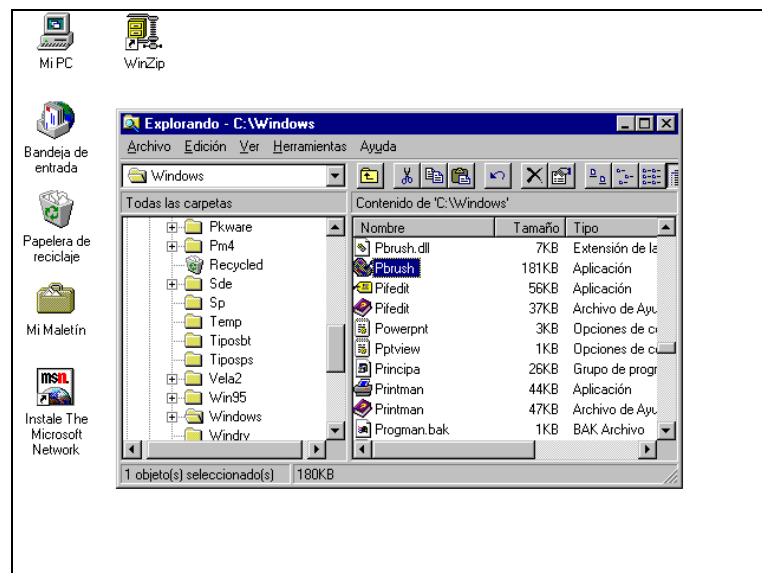 Mi PC
WinZip
Bandeja de
entrada
Papelera de
reciclaje
Mi Maletín
msn.
Instale The
Microsoft
Network
Explorando - C:\Windows
Archivo Edición Ver Herramientas Ayuda
Windows
Todas las carpetas
Contenido de 'C:\Windows'
Pkware
Pm4
Recycled
Sde
Sp
Temp
Tiposbt
Tiposps
Vela2
Win95
Windows
Windrv
Nombre Tamaño Tipo
Pbrush.dll 7KB Extensión de la
Pbrush 181KB Aplicación
Pifedit 56KB Aplicación
Pifedit 37KB Archivo de Ayu
Powerpnt 3KB Opciones de co
Pptview 1KB Opciones de co
Principa 26KB Grupo de progr
Printman 44KB Aplicación
Printman 47KB Archivo de Ayu
Progman.bak 1KB BAK Archivo
1 objeto(s) seleccionado(s) 180KB